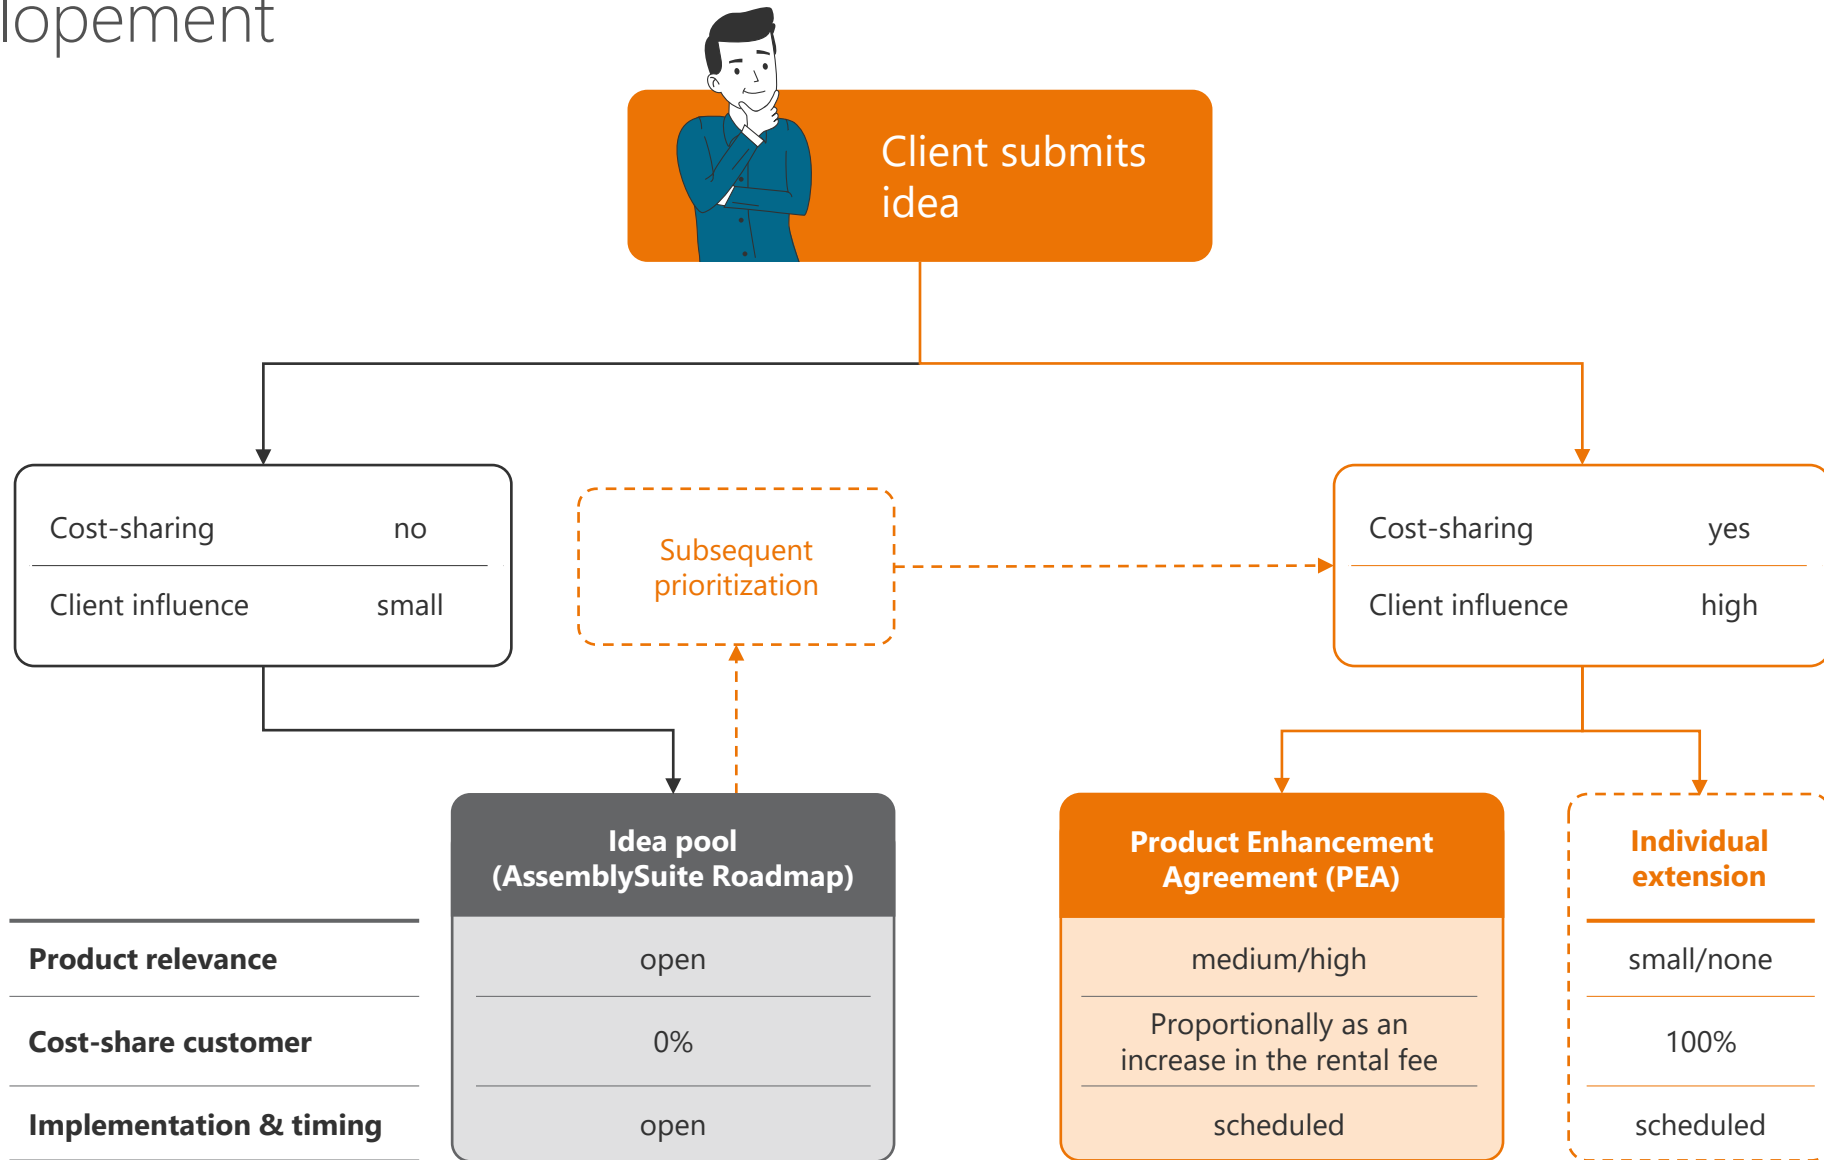 lopement
Client submits
idea
Cost-sharing no
Client influence small
Subsequent
prioritization
Cost-sharing yes
Client influence high
Idea pool
(AssemblySuite Roadmap)
Product Enhancement
Agreement (PEA)
Individual
extension
Product relevance open medium/high small/none
Cost-share customer 0% Proportionally as an
increase in the rental fee 100%
Implementation & timing open scheduled scheduled